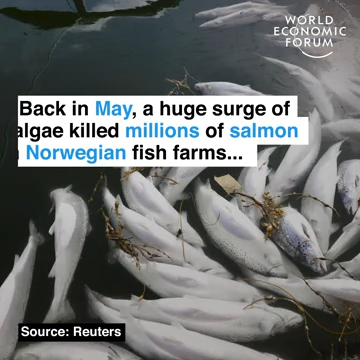 WORLD
ECONOMIC
FORUM
Back in May, a huge surge of
algae killed millions of salmon
Norwegian fish farms...
Source: Reuters